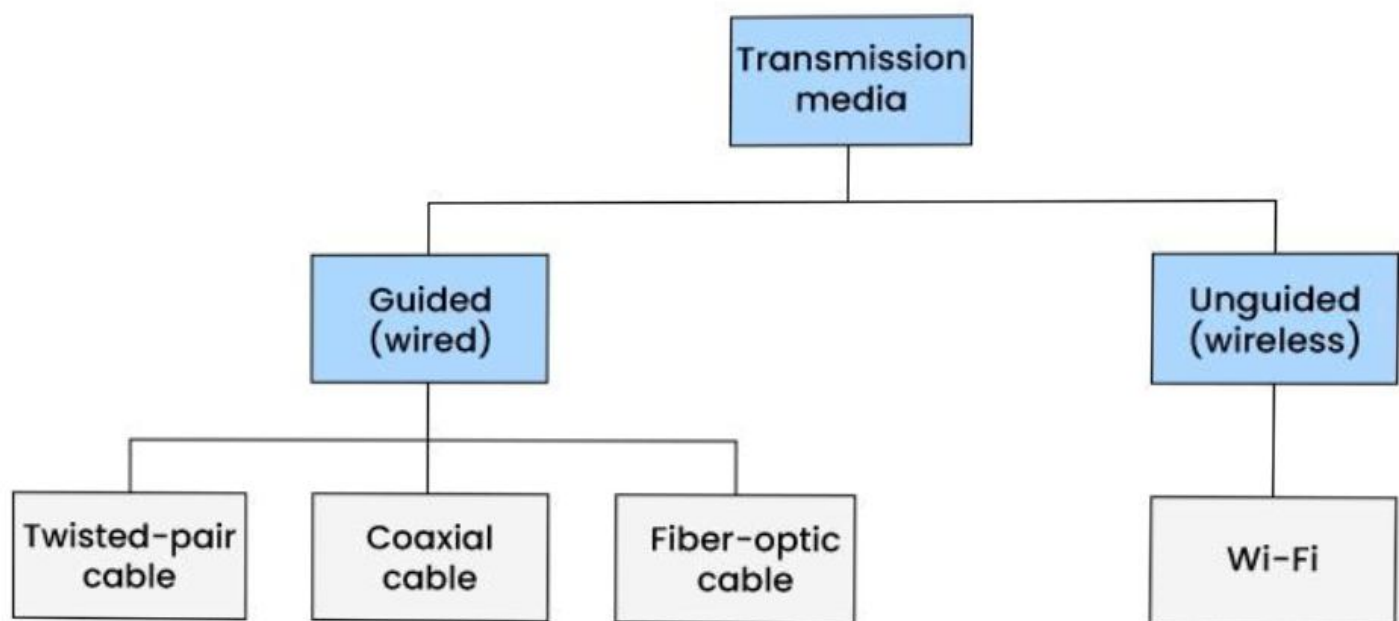 Transmission
media
Guided
(wired)
Unguided
(wireless)
Twisted-pair
cable
Coaxial
cable
Fiber-optic
cable
Wi-Fi